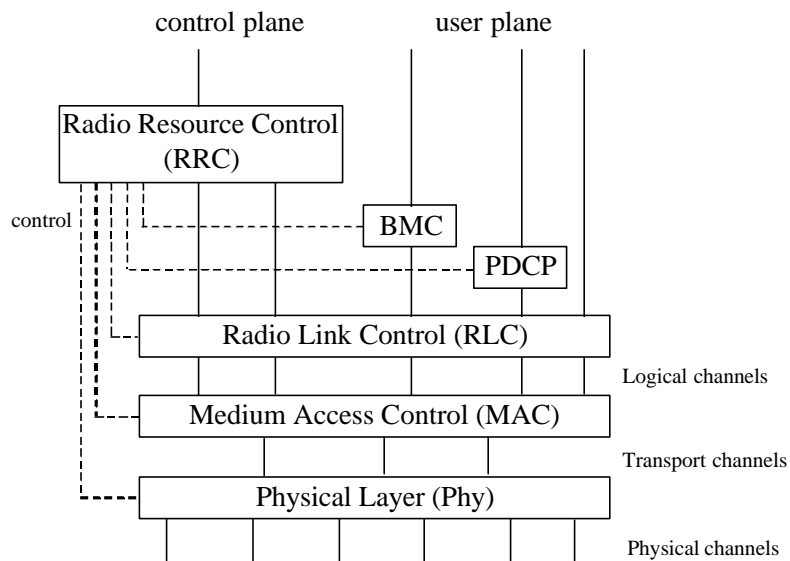 control plane
user plane
Radio Resource Control
(RRC)
control
BMC
PDCP
Radio Link Control (RLC)
Logical channels
Medium Access Control (MAC)
Transport channels
Physical Layer (Phy)
Physical channels